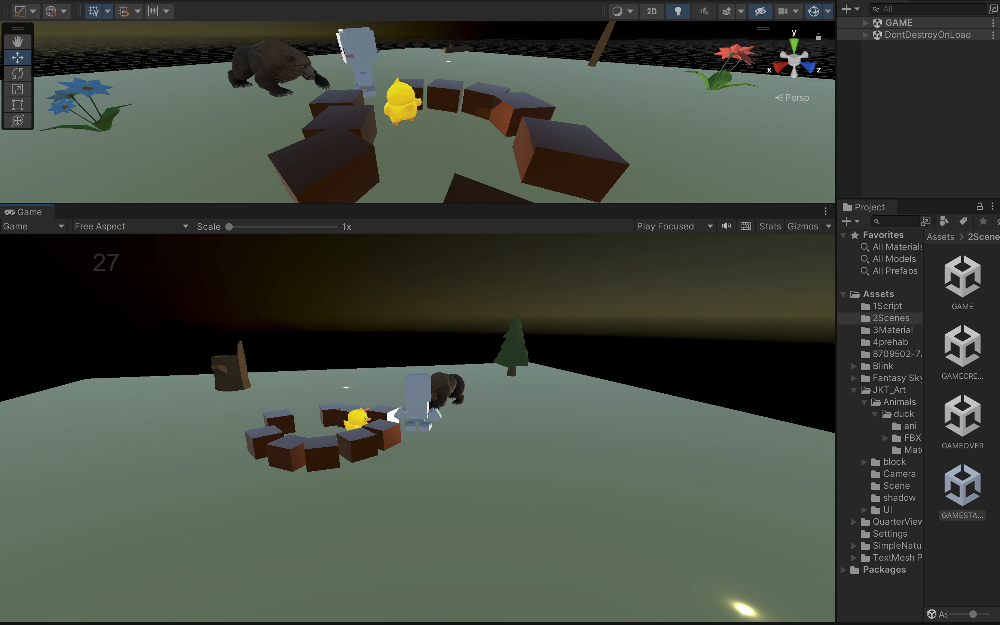 2D
All
GAME
DontDestroyOnLoad
y
x
z
Persp
Game
Game
Free Aspect
Scale
1x
Play Focused
Stats
Gizmos
27
Project
Favorites
All Materials
All Models
All Prefabs
Assets
1Script
2Scenes
3Material
4prehab
8709502-7a
Blink
Fantasy Sky
JKT_Art
Animals
duck
ani
FBX
Mate
block
Camera
Scene
shadow
UI
QuarterView
Settings
SimpleNatu
TextMesh P
Packages
Assets > 2Scene
GAME
GAMECRE...
GAMEOVER
GAMESTA...
As